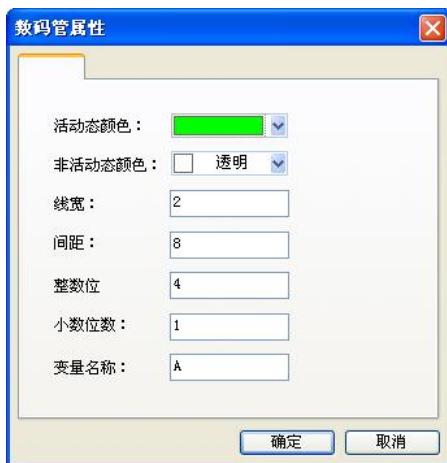 数码管属性
活动态颜色：
非活动态颜色： 透明
线宽： 2
间距： 8
整数位 4
小数位数： 1
变量名称： A
确定 取消